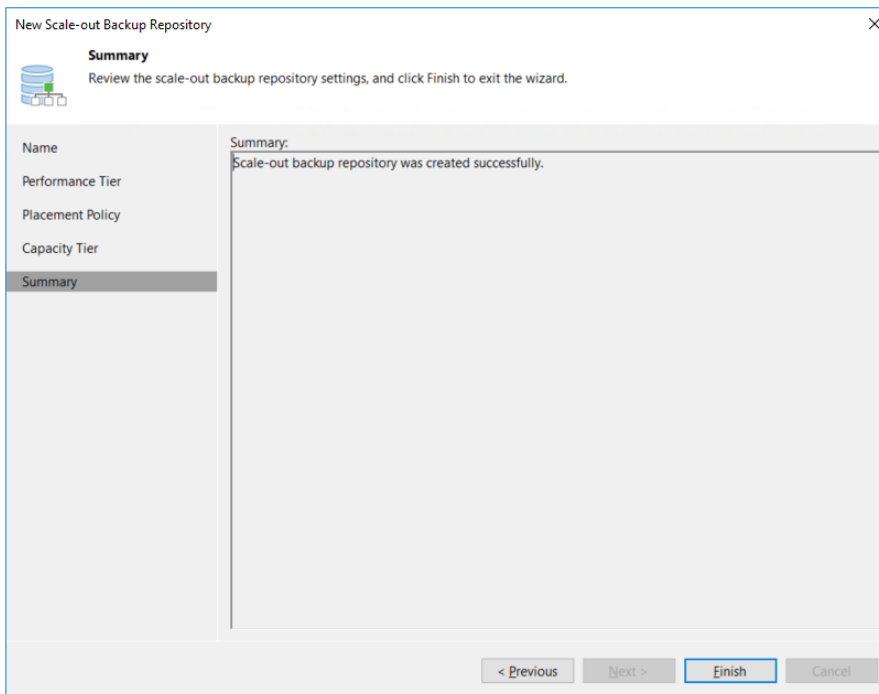 New Scale-out Backup Repository
Summary
Review the scale-out backup repository settings, and click Finish to exit the wizard.
Name
Performance Tier
Placement Policy
Capacity Tier
Summary
Summary:
Scale-out backup repository was created successfully.
< Previous
Next >
Finish
Cancel